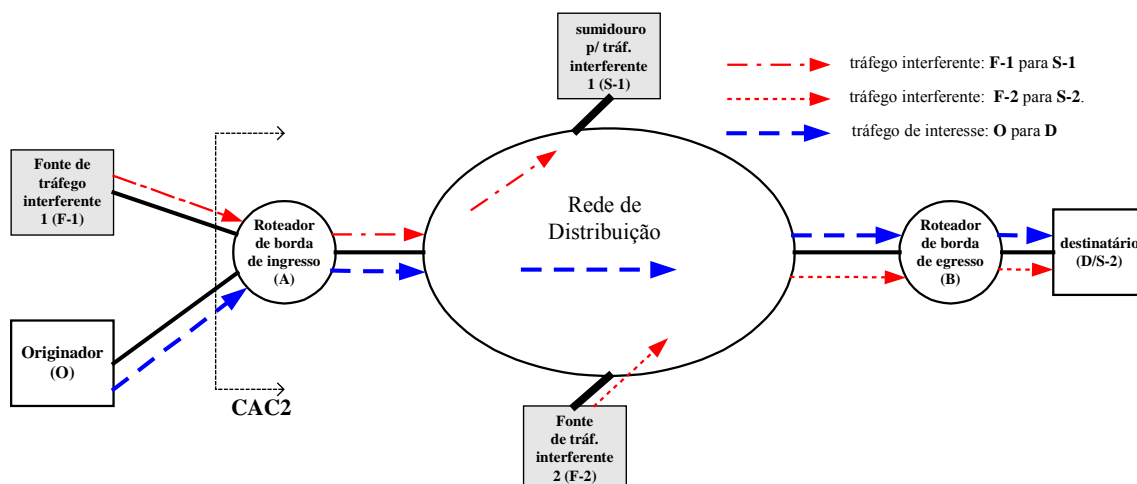 sumidouro
p/ tráf.
interferente
1 (S-1)
tráfego interferente: F-1 para S-1
tráfego interferente: F-2 para S-2.
tráfego de interesse: O para D
Fonte de
tráfego
interferente
1 (F-1)
Roteador
de borda
de ingresso
(A)
Rede de
Distribuição
Roteador
de borda
de egresso
(B)
destinatário
(D/S-2)
Originador
(O)
CAC2
Fonte
de tráf.
interferente
2 (F-2)